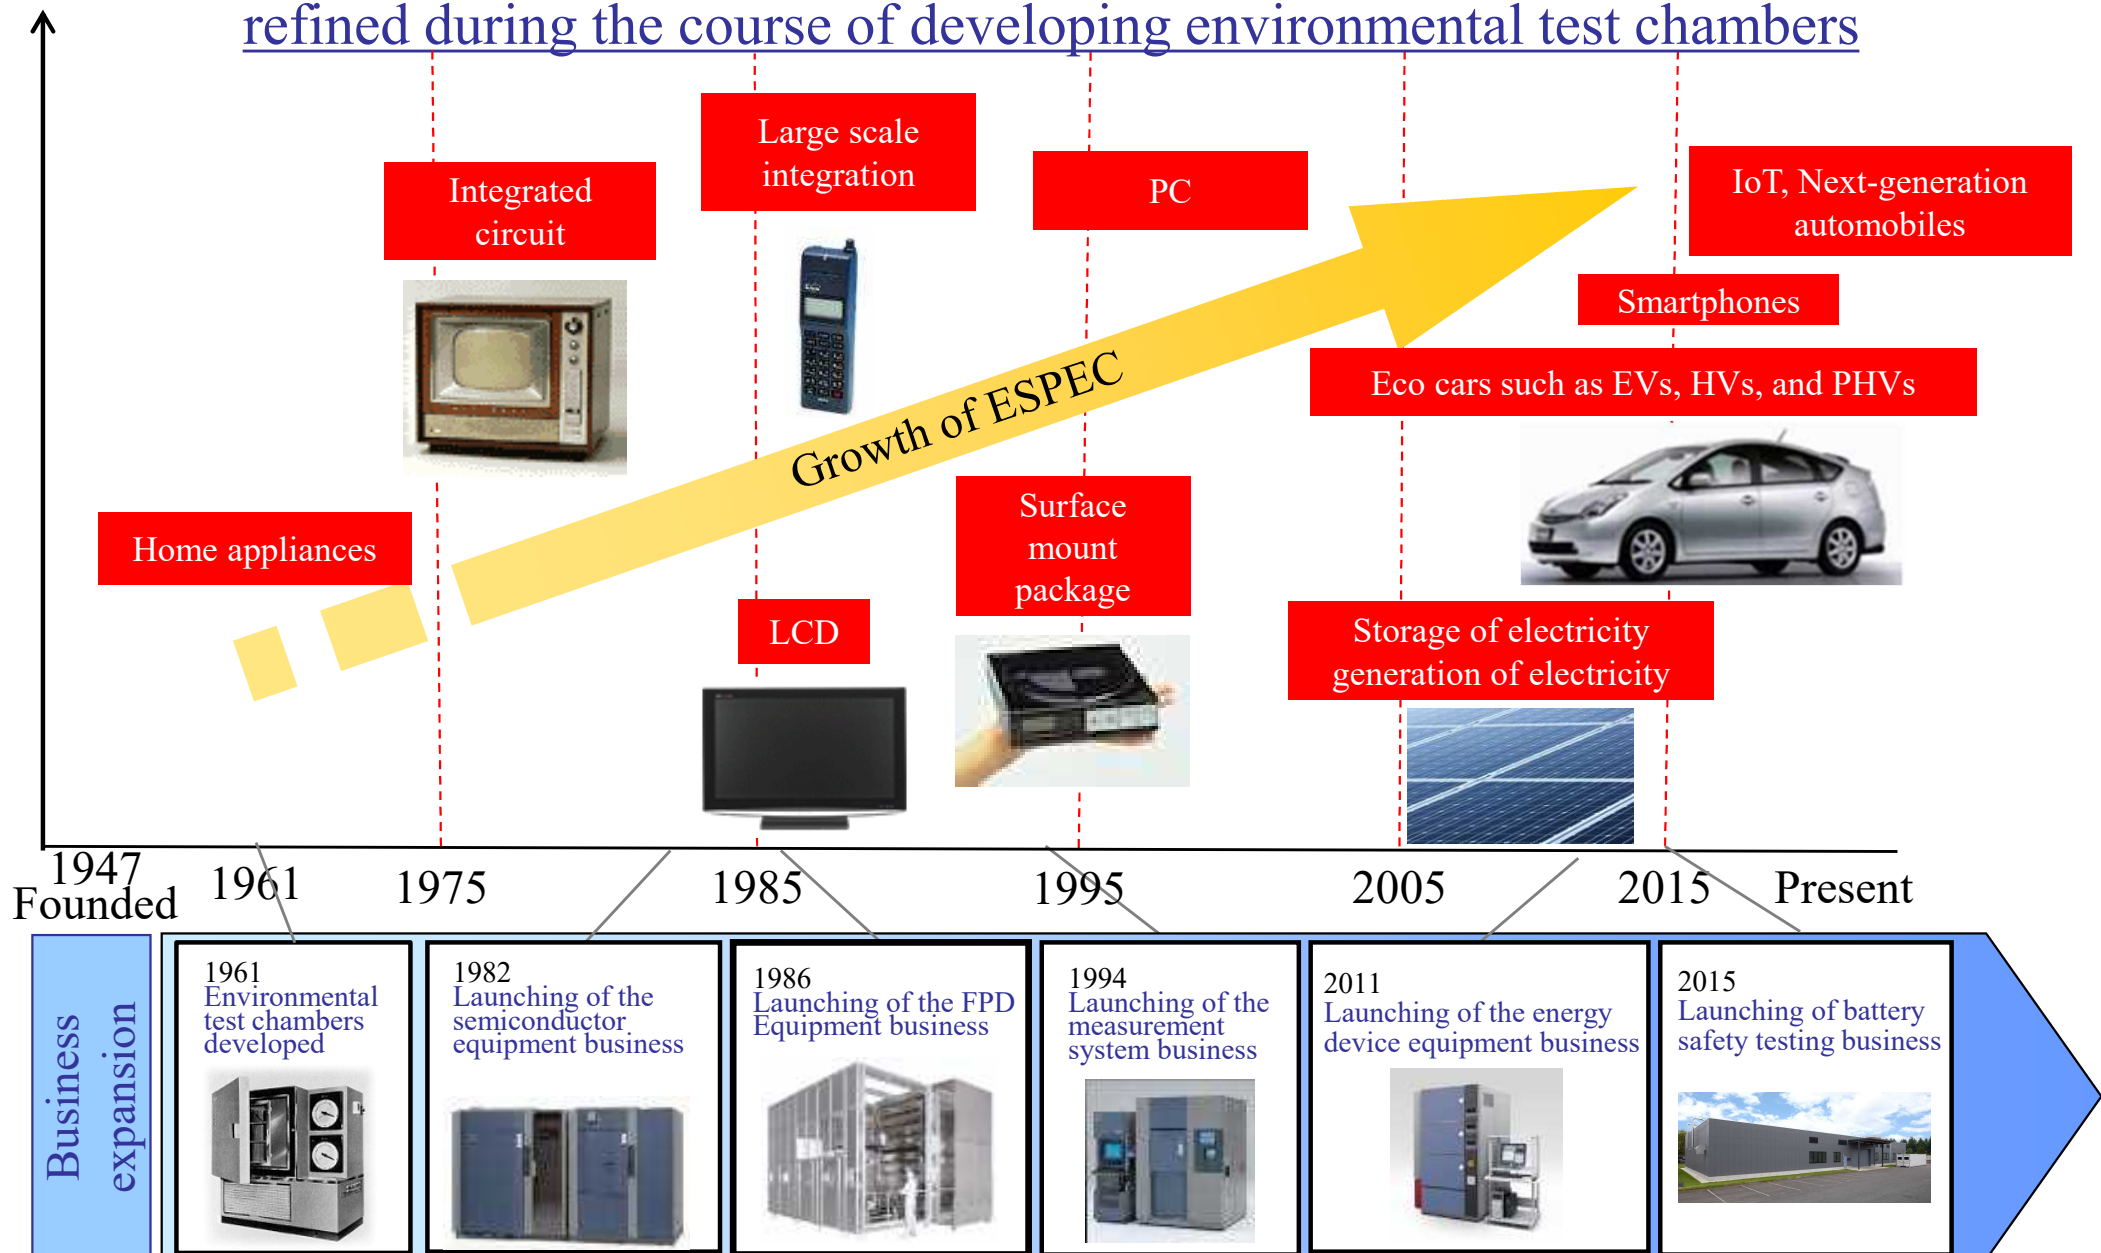 refined during the course of developing environmental test chambers
Large scale
integration
Integrated
circuit
PC
IoT, Next-generation
automobiles
Smartphones
Eco cars such as EVs, HVs, and PHVs
Growth of ESPEC
Home appliances
Surface
mount
package
LCD
Storage of electricity
generation of electricity
1947
Founded
1961
1975
1985
1995
2005
2015
Present
Business
expansion
1961
Environmental
test chambers
developed
1982
Launching of the
semiconductor
equipment business
1986
Launching of the FPD
Equipment business
1994
Launching of the
measurement
system business
2011
Launching of the energy
device equipment business
2015
Launching of battery
safety testing business